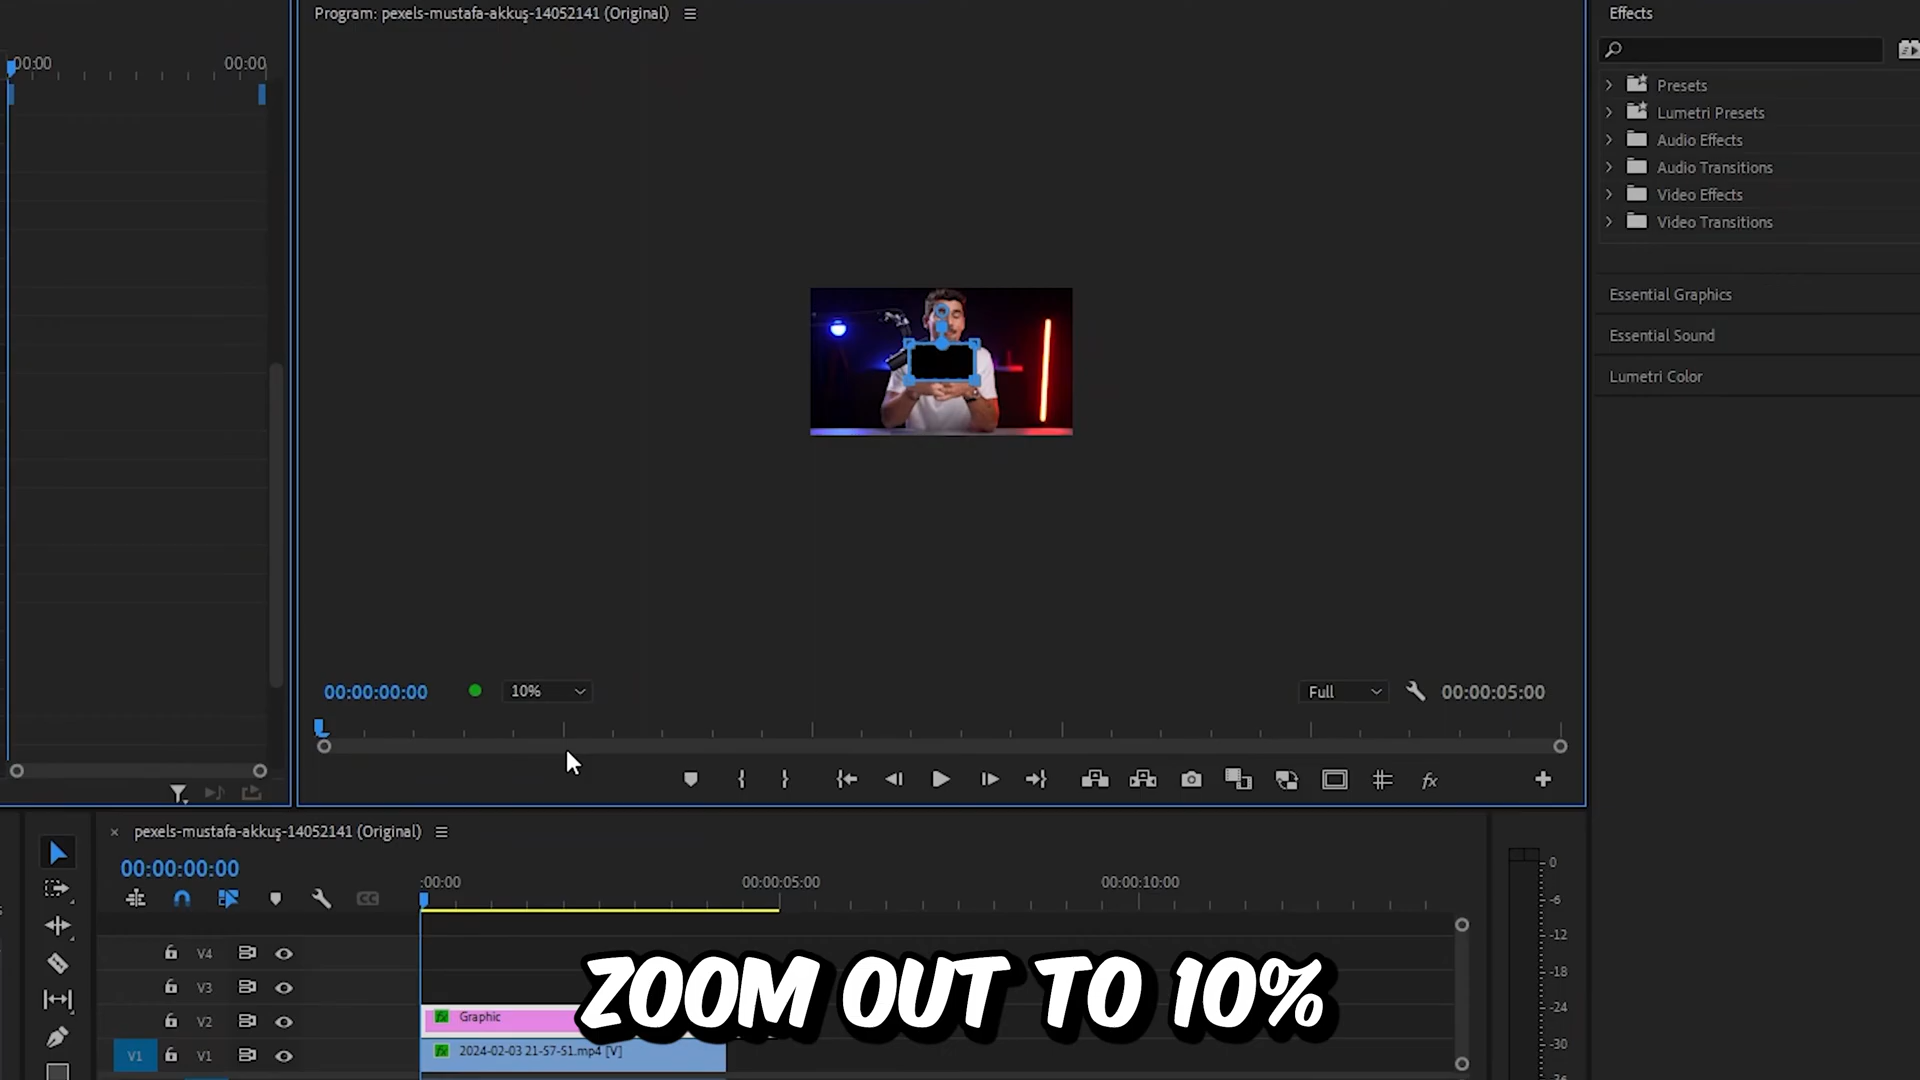 Program: pexels-mustafa-akkuş-14052141 (Original)
Effects
00:00
00:00
Presets
Lumetri Presets
Audio Effects
Audio Transitions
Video Effects
Video Transitions
Essential Graphics
Essential Sound
Lumetri Color
00:00:00:00
10%
Full
00:00:05:00
fx
pexels-mustafa-akkuş-14052141 (Original)
00:00:00:00
CC
:00:00
00:00:05:00
00:00:10:00
V4
V3
V2
fx Graphic
V1
V1
fx 2024-02-03 21-57-51.mp4 [V]
ZOOM OUT TO 10%
0
-6
-12
-18
-24
-30